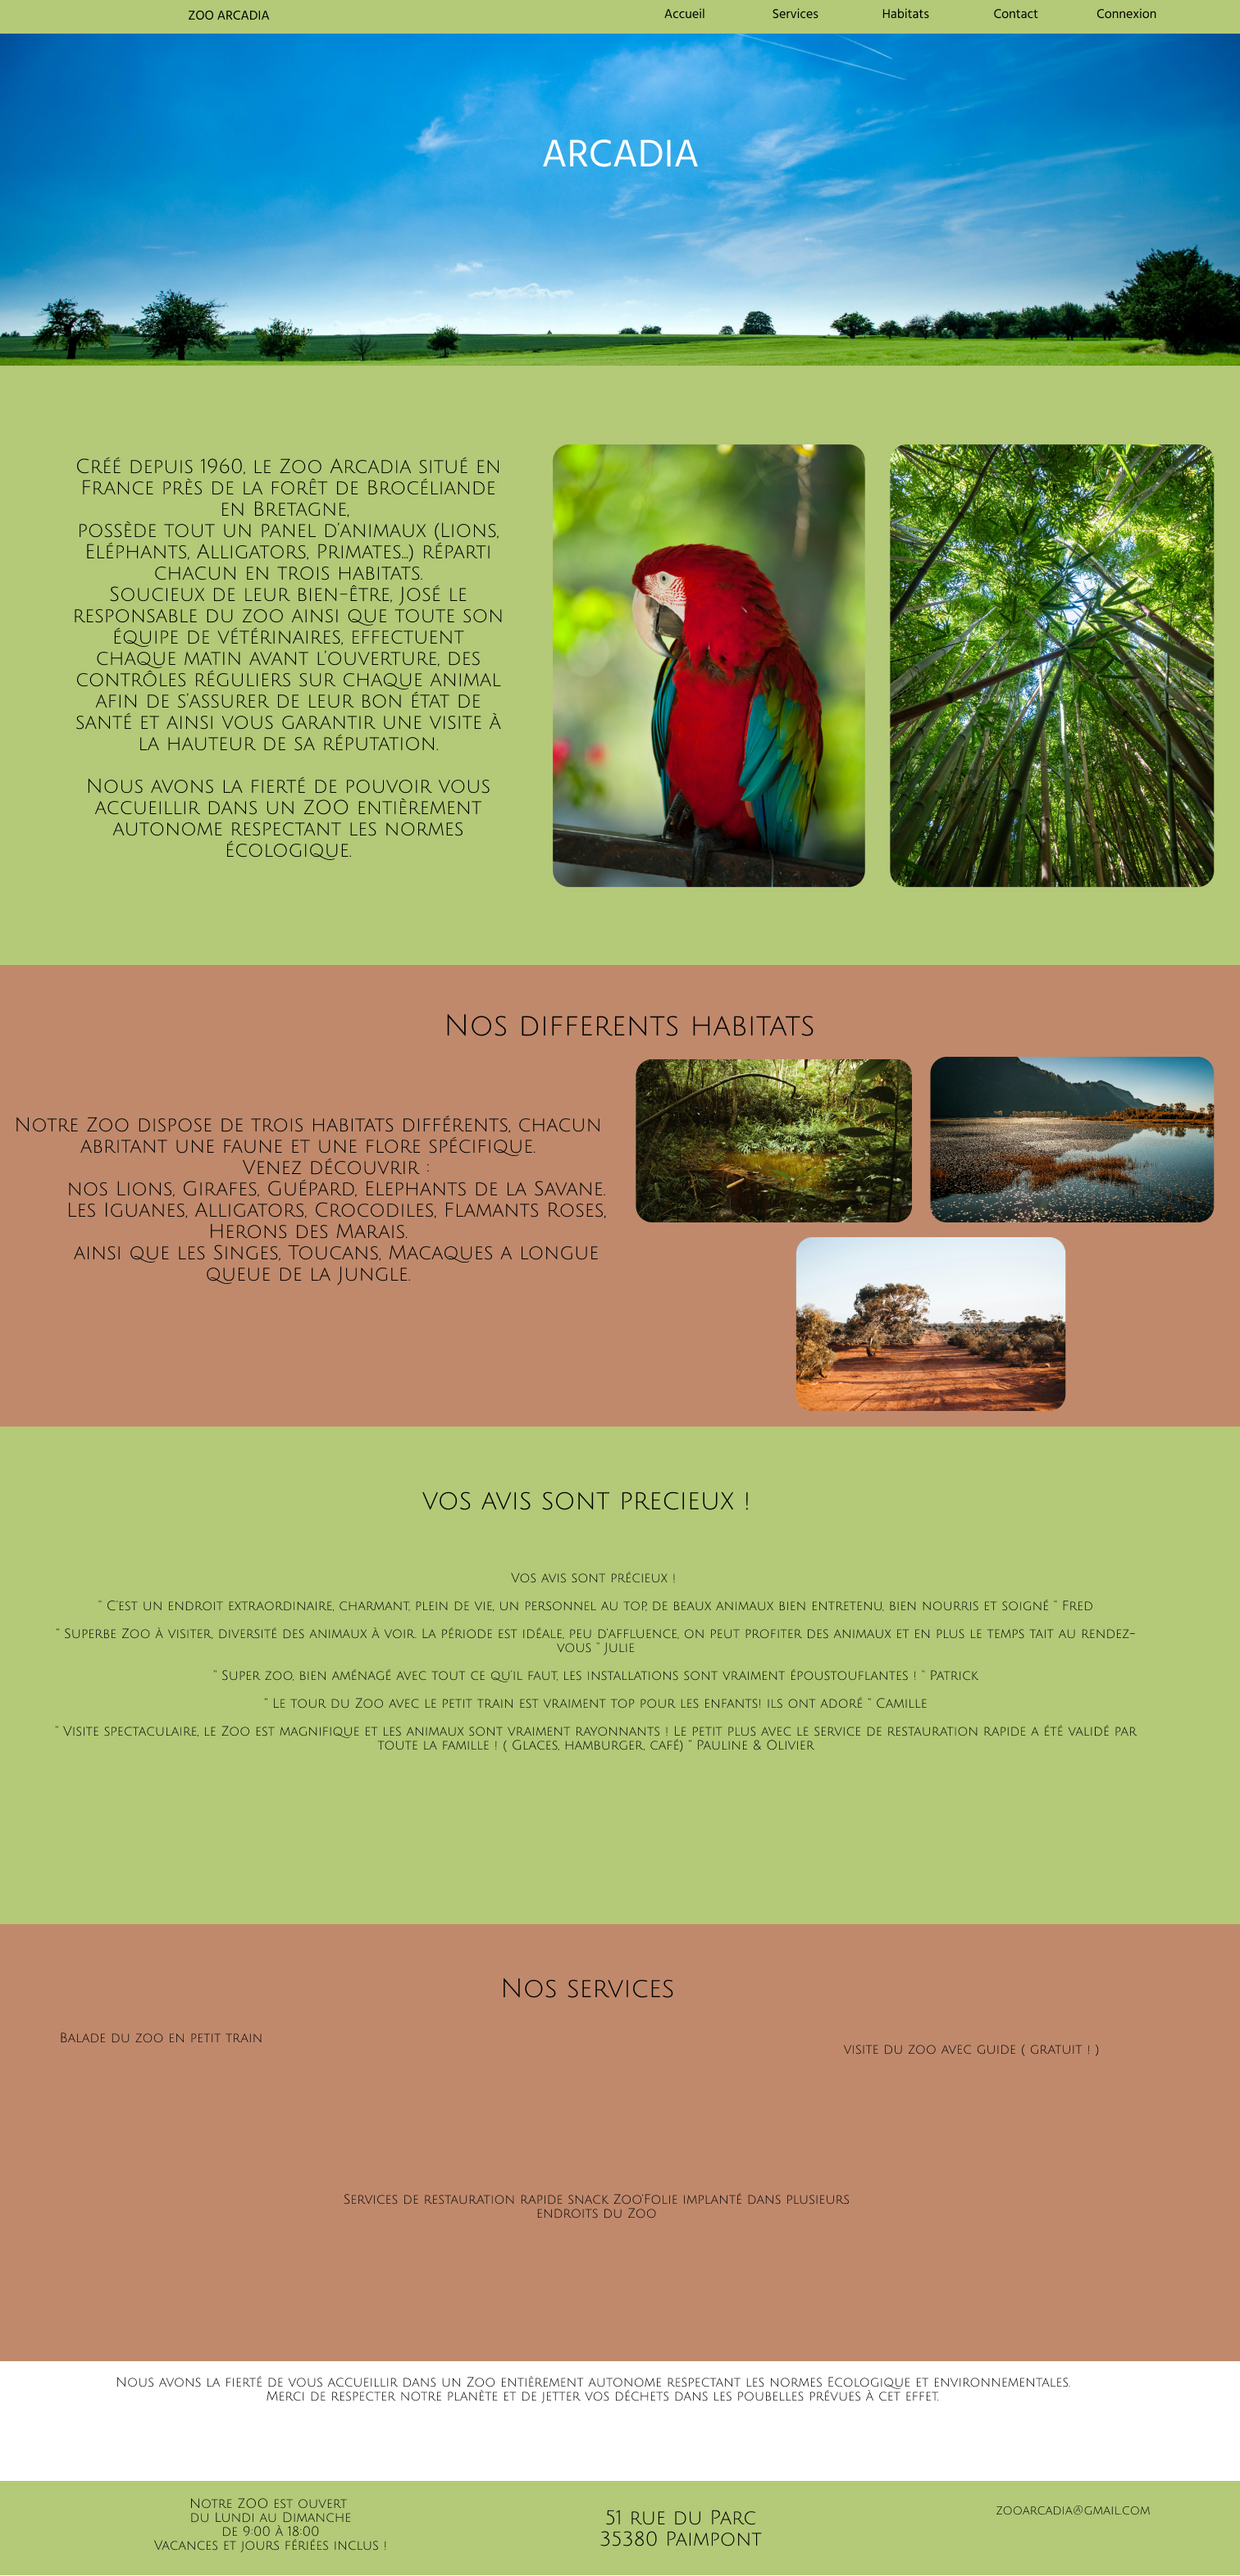 ZOO ARCADIA
Accueil
Services
Habitats
Contact
Connexion
ARCADIA
Créé depuis 1960, le Zoo Arcadia situé en
France près de la forêt de Brocéliande
en Bretagne,
possède tout un panel d'animaux (Lions,
Eléphants, Alligators, Primates...) réparti
chacun en trois habitats.
Soucieux de leur bien-être, José le
responsable du zoo ainsi que toute son
équipe de vétérinaires, effectuent
chaque matin avant l'ouverture, des
contrôles réguliers sur chaque animal
afin de s'assurer de leur bon état de
santé et ainsi vous garantir une visite à
la hauteur de sa réputation.
Nous avons la fierté de pouvoir vous
accueillir dans un ZOO entièrement
autonome respectant les normes
écologique.
Nos differents habitats
Notre Zoo dispose de trois habitats différents, chacun
abritant une faune et une flore spécifique.
Venez découvrir :
nos Lions, Girafes, Guépard, Elephants de la Savane.
Les Iguanes, Alligators, Crocodiles, Flamants Roses,
Herons des Marais.
ainsi que les Singes, Toucans, Macaques a longue
queue de la Jungle.
vos avis sont precieux !
Vos avis sont précieux !
" C'est un endroit extraordinaire, charmant, plein de vie, un personnel au top, de beaux animaux bien entretenu, bien nourris et soigné " Fred
" Superbe Zoo à visiter, diversité des animaux à voir. La période est idéale, peu d'affluence, on peut profiter des animaux et en plus le temps tait au rendez-
vous " Julie
" Super zoo, bien aménagé avec tout ce qu'il faut, les installations sont vraiment époustouflantes ! " Patrick
" Le tour du Zoo avec le petit train est vraiment top pour les enfants! ils ont adoré " Camille
" Visite spectaculaire, le Zoo est magnifique et les animaux sont vraiment rayonnants ! Le petit plus avec le service de restauration rapide a été validé par
toute la famille ! ( Glaces, hamburger, café) " Pauline & Olivier
Nos services
Balade du zoo en petit train
visite du zoo avec guide ( gratuit ! )
Services de restauration rapide snack Zoo'Folie implanté dans plusieurs
endroits du Zoo
Nous avons la fierté de vous accueillir dans un Zoo entièrement autonome respectant les normes Ecologique et environnementales.
Merci de respecter notre planète et de jetter vos déchets dans les poubelles prévues à cet effet.
Notre ZOO est ouvert
du Lundi au Dimanche
de 9:00 à 18:00
Vacances et jours fériées inclus !
51 rue du Parc
35380 Paimpont
zooarcadia@gmail.com